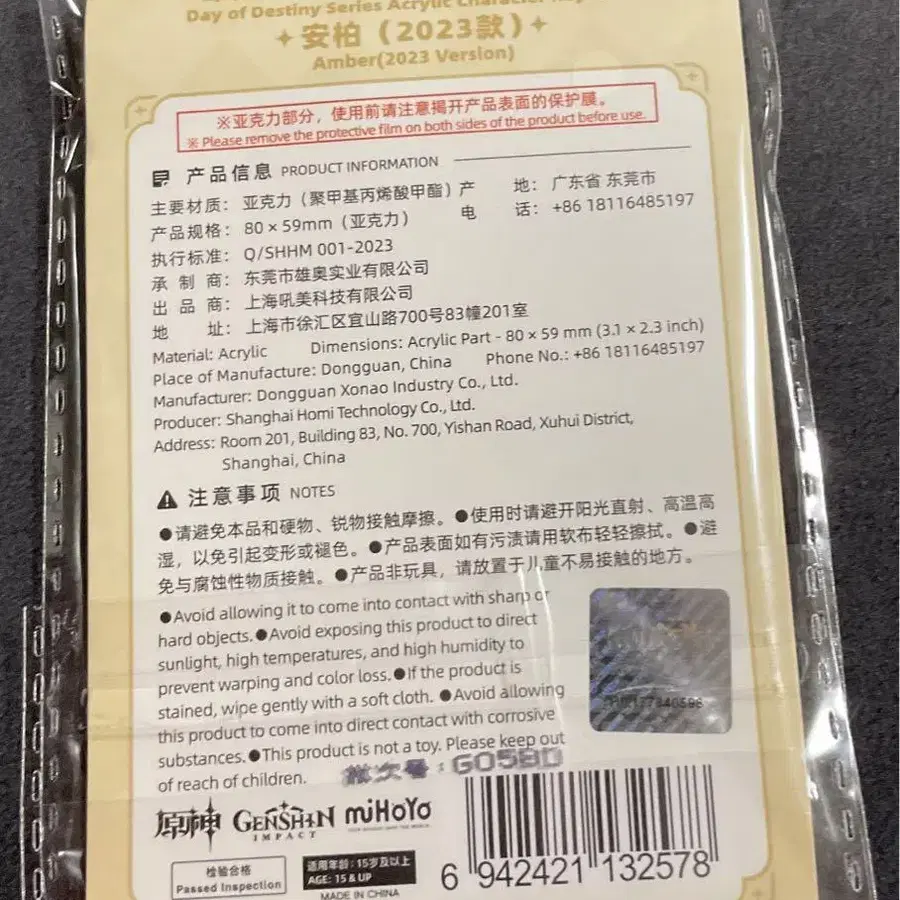 Day of Destiny Series Acrylic Character
安柏（2023款）
Amber(2023 Version)
※亚克力部分，使用前请注意揭开产品表面的保护膜。
※ Please remove the protective film on both sides of the product before use.
产品信息 PRODUCT INFORMATION
主要材质： 亚克力（聚甲基丙烯酸甲酯） 产 地： 广东省 东莞市
产品规格： 80 × 59mm（亚克力） 电 话： +86 18116485197
执行标准： Q/SHHM 001-2023
承 制 商： 东莞市雄奥实业有限公司
出 品 商： 上海吼美科技有限公司
地 址： 上海市徐汇区宜山路700号83幢201室
Material: Acrylic Dimensions: Acrylic Part - 80 × 59 mm (3.1 × 2.3 inch)
Place of Manufacture: Dongguan, China Phone No.: +86 18116485197
Manufacturer: Dongguan Xonao Industry Co., Ltd.
Producer: Shanghai Homi Technology Co., Ltd.
Address: Room 201, Building 83, No. 700, Yishan Road, Xuhui District,
Shanghai, China
注意事项 NOTES
●请避免本品和硬物、锐物接触摩擦。●使用时请避开阳光直射、高温高
湿，以免引起变形或褪色。●产品表面如有污渍请用软布轻轻擦拭。●避
免与腐蚀性物质接触。●产品非玩具，请放置于儿童不易接触的地方。
●Avoid allowing it to come into contact with sharp or
hard objects.●Avoid exposing this product to direct
sunlight, high temperatures, and high humidity to
prevent warping and color loss.●If the product is
stained, wipe gently with a soft cloth. ●Avoid allowing
this product to come into direct contact with corrosive
substances.●This product is not a toy. Please keep out
of reach of children.
批次号：G05BD
原神 GENSHIN IMPACT miHoYo
检验合格
Passed Inspection
适用年龄：15岁及以上
AGE: 15 & UP
MADE IN CHINA
6 942421 132578